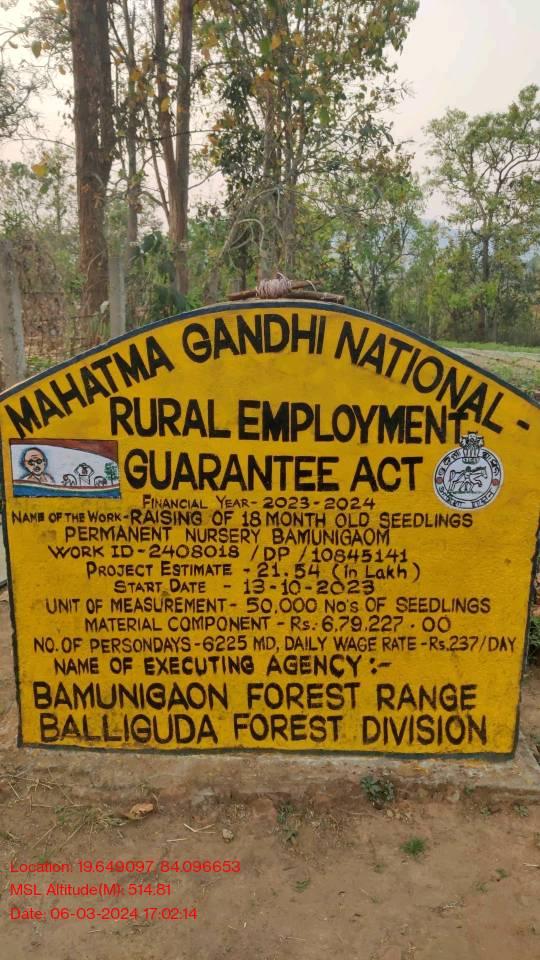 MAHATMA GANDHI NATIONAL-
RURAL EMPLOYMENT
GUARANTEE ACT
FINANCIAL YEAR-2023-2024
NAME OF THE WORK-RAISING OF 18 MONTH OLD SEEDLINGS
PERMANENT NURSERY BAMUNIGAOM
WORK ID-2408018/DP/10845141
PROJECT ESTIMATE-21.54 (in Lakh)
START DATE - 13-10-2023
UNIT OF MEASUREMENT-50,000 No's OF SEEDLINGS
MATERIAL COMPONENT-Rs.6.79.227.00
NO. OF PERSONDAYS-6225 MD, DAILY WAGE RATE-Rs.237/DAY
NAME OF EXECUTING AGENCY:-
BAMUNIGAON FOREST RANGE
BALLIGUDA FOREST DIVISION
Location: 19.649097, 84.096653
MSL Altitude(M): 514.81
Date: 06-03-2024 17:02:14